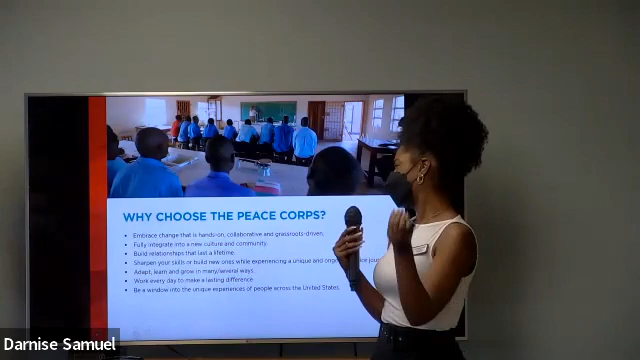 WHY CHOOSE THE PEACE CORPS?
• Embrace change that is hands-on, collaborative and grassroots-driven.
• Fully integrate into a new culture and community.
• Build relationships that last a lifetime.
• Sharpen your skills or build new ones while experiencing a unique and
• Adapt, learn and grow in many/several ways.
• Work every day to make a lasting difference.
• Be a window into the unique experiences of people across the United States.
Darnise Samuel